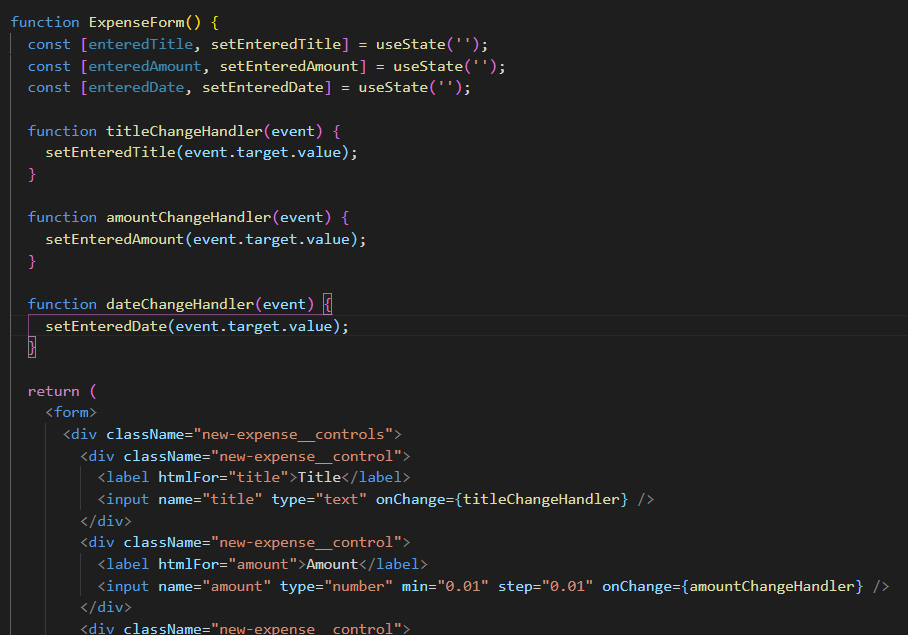 function ExpenseForm() {
  const [enteredTitle, setEnteredTitle] = useState('');
  const [enteredAmount, setEnteredAmount] = useState('');
  const [enteredDate, setEnteredDate] = useState('');

  function titleChangeHandler(event) {
    setEnteredTitle(event.target.value);
  }

  function amountChangeHandler(event) {
    setEnteredAmount(event.target.value);
  }

  function dateChangeHandler(event) {
    setEnteredDate(event.target.value);
  }

  return (
    <form>
      <div className="new-expense__controls">
        <div className="new-expense__control">
          <label htmlFor="title">Title</label>
          <input name="title" type="text" onChange={titleChangeHandler} />
        </div>
        <div className="new-expense__control">
          <label htmlFor="amount">Amount</label>
          <input name="amount" type="number" min="0.01" step="0.01" onChange={amountChangeHandler} />
        </div>
        <div className="new-expense__control">